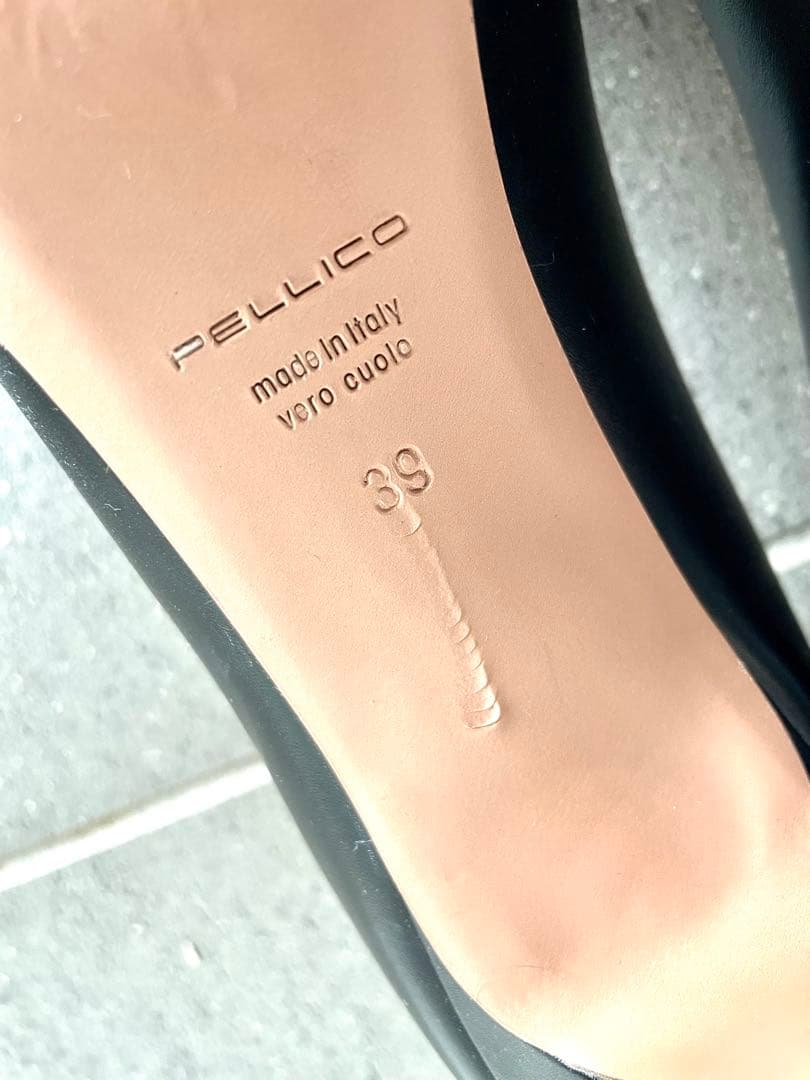 PELLICO
made in Italy
vero cuoio
39